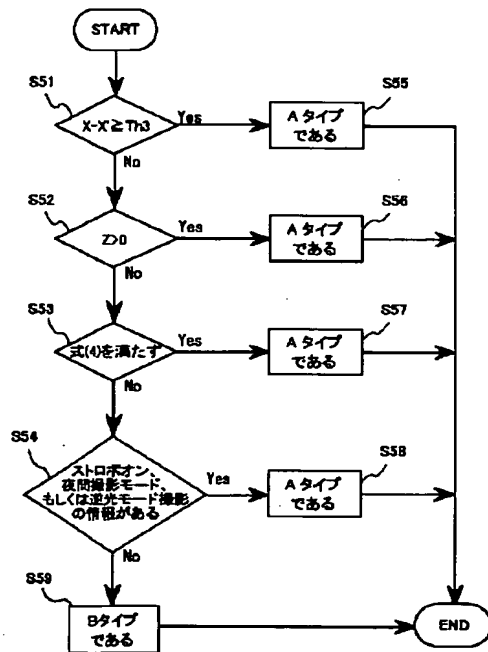 START
S51
X-X'≧Th3
Yes
S55
Aタイプ
である
No
S52
Z>0
Yes
S56
Aタイプ
である
No
S53
式(4)を満たす
Yes
S57
Aタイプ
である
No
S54
ストロボオン、
夜間撮影モード、
もしくは逆光モード撮影
の情報がある
Yes
S58
Aタイプ
である
No
S59
Bタイプ
である
END